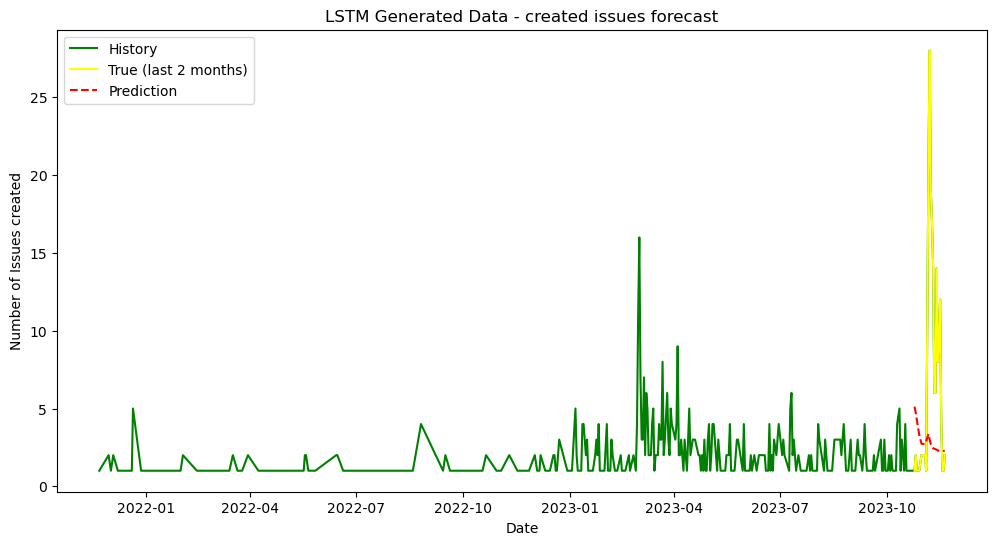 LSTM Generated Data - created issues forecast
History
True (last 2 months)
Prediction
Number of Issues created
25
20
15
10
5
0
2022-01
2022-04
2022-07
2022-10
2023-01
2023-04
2023-07
2023-10
Date